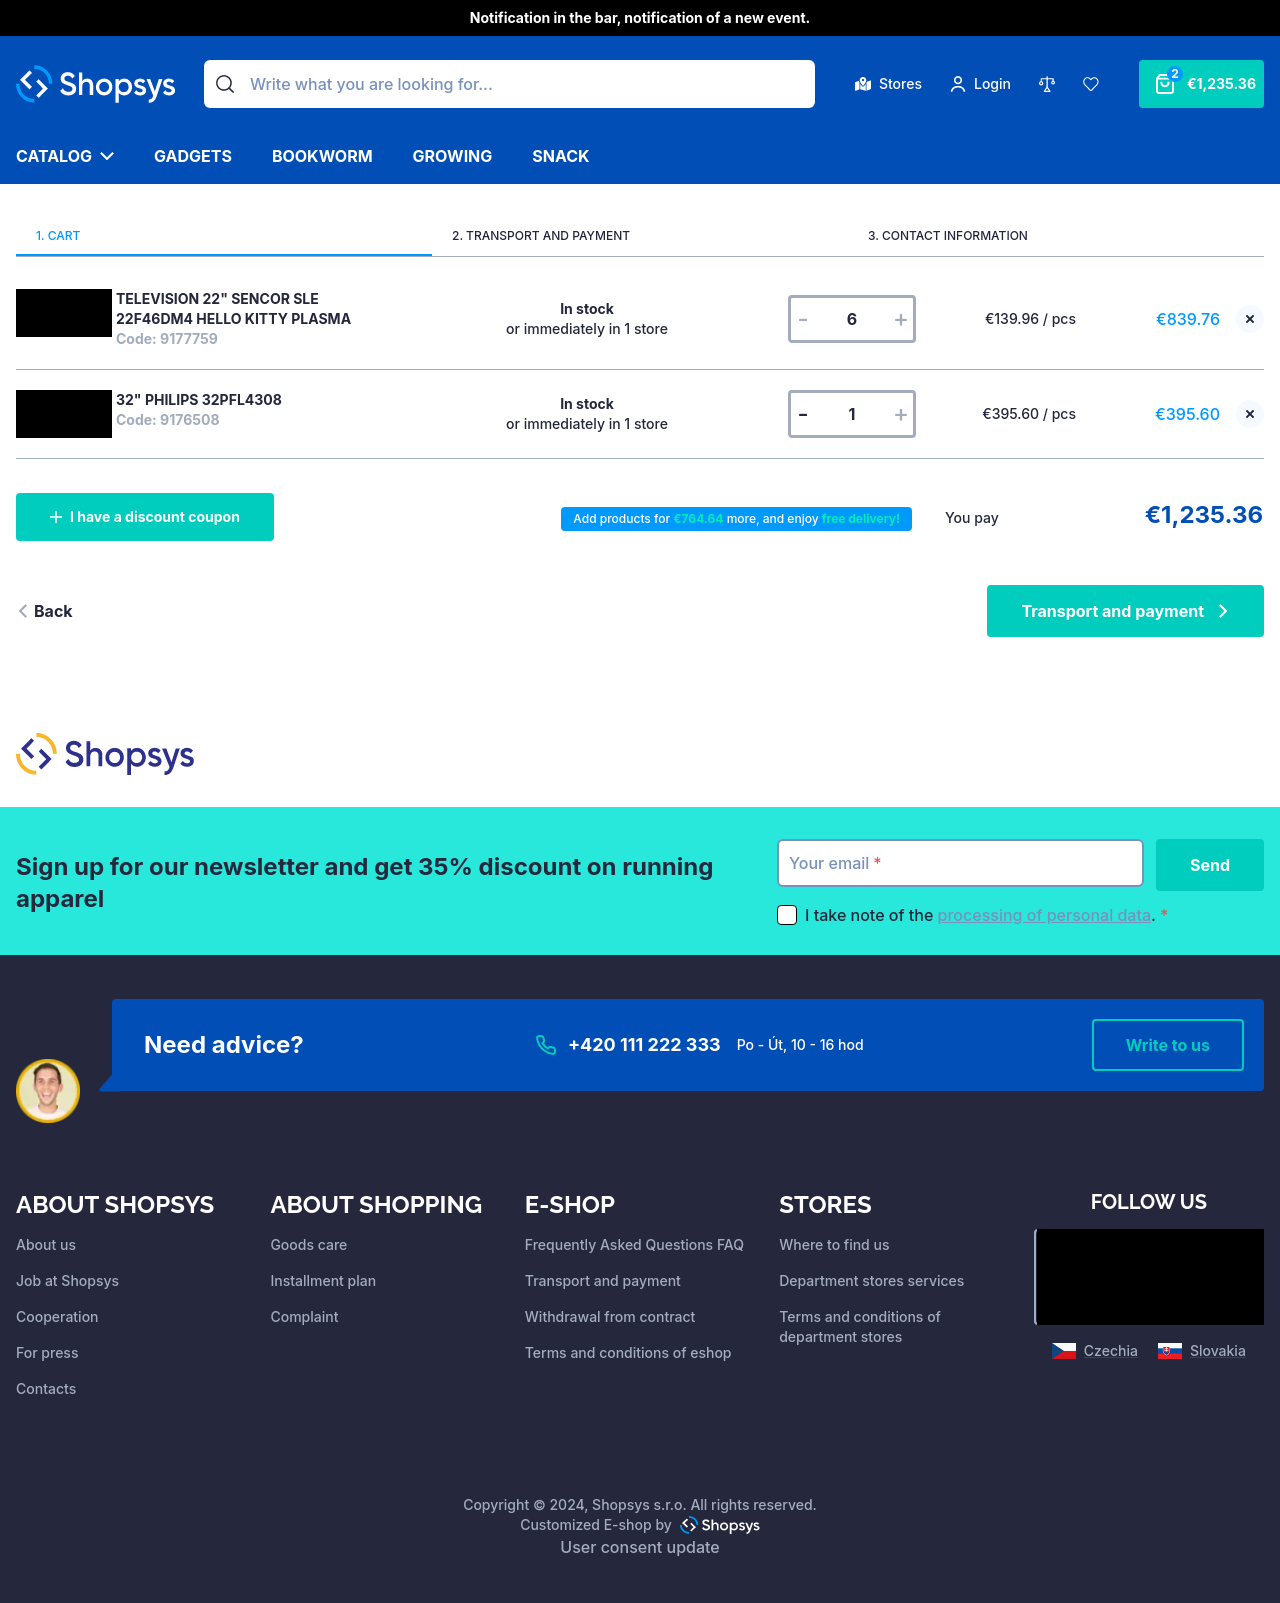 Notification in the bar, notification of a new event.
Shopsys
Write what you are looking for...
Stores
Login
2
€1,235.36
CATALOG
GADGETS
BOOKWORM
GROWING
SNACK
1. CART
2. TRANSPORT AND PAYMENT
3. CONTACT INFORMATION
TELEVISION 22" SENCOR SLE
22F46DM4 HELLO KITTY PLASMA
Code: 9177759
In stock
or immediately in 1 store
- 6 +
€139.96 / pcs
€839.76
32" PHILIPS 32PFL4308
Code: 9176508
In stock
or immediately in 1 store
- 1 +
€395.60 / pcs
€395.60
I have a discount coupon
Add products for €764.64 more, and enjoy free delivery!
You pay
€1,235.36
Back
Transport and payment
Shopsys
Sign up for our newsletter and get 35% discount on running
apparel
Your email *
Send
I take note of the processing of personal data. *
Need advice?
+420 111 222 333
Po - Út, 10 - 16 hod
Write to us
ABOUT SHOPSYS
About us
Job at Shopsys
Cooperation
For press
Contacts
ABOUT SHOPPING
Goods care
Installment plan
Complaint
E-SHOP
Frequently Asked Questions FAQ
Transport and payment
Withdrawal from contract
Terms and conditions of eshop
STORES
Where to find us
Department stores services
Terms and conditions of
department stores
FOLLOW US
Czechia
Slovakia
Copyright © 2024, Shopsys s.r.o. All rights reserved.
Customized E-shop by Shopsys
User consent update